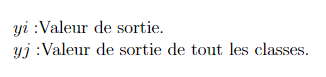 yi :Valeur de sortie.
yj :Valeur de sortie de tout les classes.